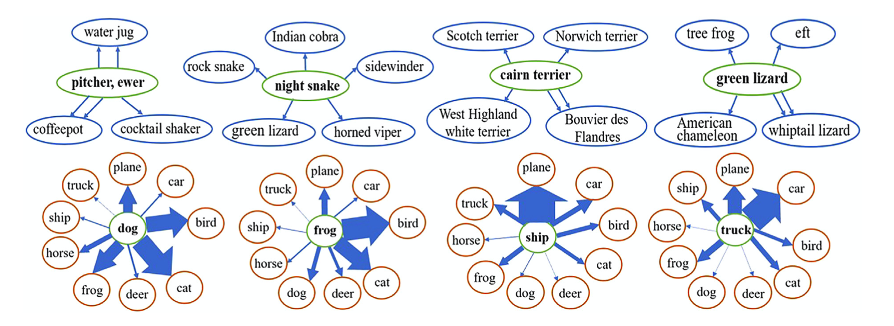 water jug
pitcher, ewer
coffeepot
cocktail shaker
Indian cobra
rock snake
sidewinder
night snake
green lizard
horned viper
Scotch terrier
Norwich terrier
cairn terrier
West Highland
white terrier
Bouvier des
Flandres
tree frog
eft
green lizard
American
chameleon
whiptail lizard
plane
truck
car
ship
bird
dog
horse
frog
deer
cat
plane
truck
car
ship
bird
frog
horse
dog
deer
cat
plane
car
truck
bird
ship
horse
cat
frog
dog
deer
plane
ship
car
horse
truck
bird
frog
cat
dog
deer